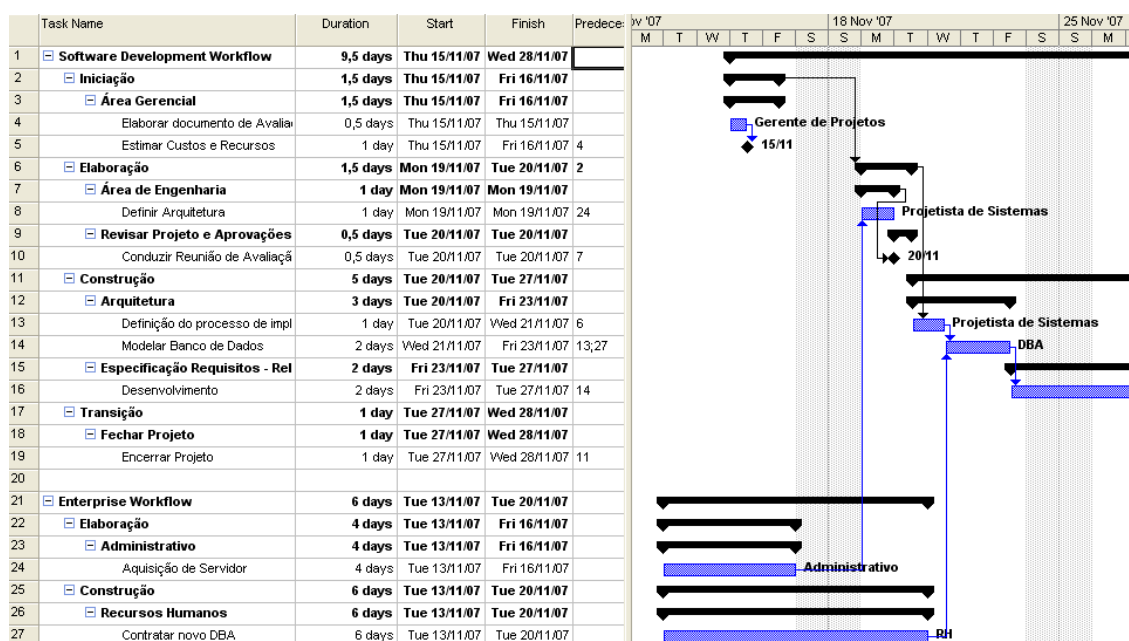 Task Name Duration Start Finish Predece: ov '07 18 Nov '07 25 Nov '07
M T W T F S S M T W T F S S M
1 Software Development Workflow 9,5 days Thu 15/11/07 Wed 28/11/07
2 Iniciação 1,5 days Thu 15/11/07 Fri 16/11/07
3 Área Gerencial 1,5 days Thu 15/11/07 Fri 16/11/07
4 Elaborar documento de Avalia 0,5 days Thu 15/11/07 Thu 15/11/07 Gerente de Projetos
5 Estimar Custos e Recursos 1 day Thu 15/11/07 Fri 16/11/07 4 15/11
6 Elaboração 1,5 days Mon 19/11/07 Tue 20/11/07 2
7 Área de Engenharia 1 day Mon 19/11/07 Mon 19/11/07
8 Definir Arquitetura 1 day Mon 19/11/07 Mon 19/11/07 24 Projetista de Sistemas
9 Revisar Projeto e Aprovações 0,5 days Tue 20/11/07 Tue 20/11/07
10 Conduzir Reunião de Avaliaçã 0,5 days Tue 20/11/07 Tue 20/11/07 7 20/11
11 Construção 5 days Tue 20/11/07 Tue 27/11/07
12 Arquitetura 3 days Tue 20/11/07 Fri 23/11/07
13 Definição do processo de impl 1 day Tue 20/11/07 Wed 21/11/07 6 Projetista de Sistemas
14 Modelar Banco de Dados 2 days Wed 21/11/07 Fri 23/11/07 13;27 DBA
15 Especificação Requisitos - Rel 2 days Fri 23/11/07 Tue 27/11/07
16 Desenvolvimento 2 days Fri 23/11/07 Tue 27/11/07 14
17 Transição 1 day Tue 27/11/07 Wed 28/11/07
18 Fechar Projeto 1 day Tue 27/11/07 Wed 28/11/07
19 Encerrar Projeto 1 day Tue 27/11/07 Wed 28/11/07 11
20
21 Enterprise Workflow 6 days Tue 13/11/07 Tue 20/11/07
22 Elaboração 4 days Tue 13/11/07 Fri 16/11/07
23 Administrativo 4 days Tue 13/11/07 Fri 16/11/07
24 Aquisição de Servidor 4 days Tue 13/11/07 Fri 16/11/07 Administrativo
25 Construção 6 days Tue 13/11/07 Tue 20/11/07
26 Recursos Humanos 6 days Tue 13/11/07 Tue 20/11/07
27 Contratar novo DBA 6 days Tue 13/11/07 Tue 20/11/07 RH